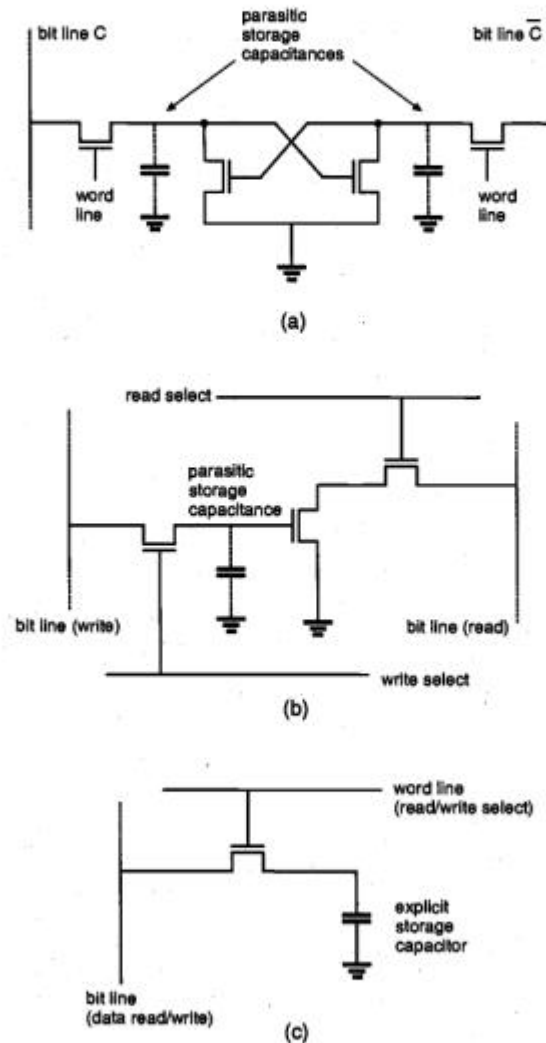 parasitic
storage
capacitances
bit line C
bit line C̅
word
line
word
line
(a)
read select
parasitic
storage
capacitance
bit line (write)
bit line (read)
write select
(b)
word line
(read/write select)
explicit
storage
capacitor
bit line
(data read/write)
(c)